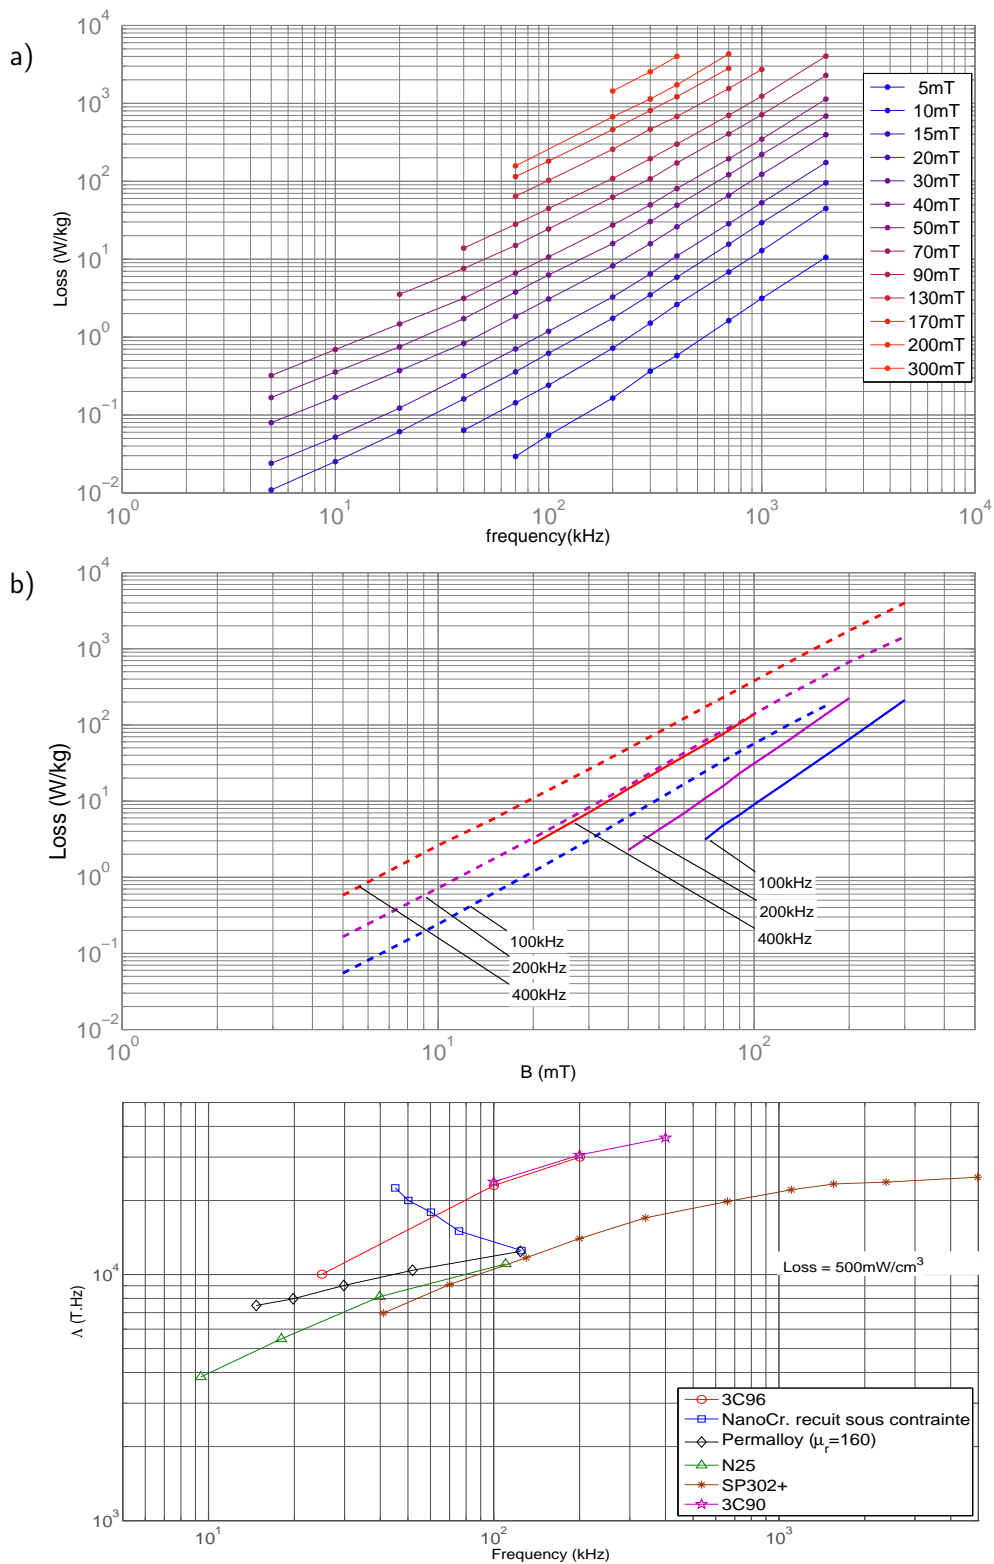 a)
10^4
10^3
10^2
10^1
10^0
10^-1
10^-2
Loss (W/kg)
5mT
10mT
15mT
20mT
30mT
40mT
50mT
70mT
90mT
130mT
170mT
200mT
300mT
10^0
10^1
10^2
10^3
10^4
frequency(kHz)
b)
10^4
10^3
10^2
10^1
10^0
10^-1
10^-2
Loss (W/kg)
100kHz
200kHz
400kHz
100kHz
200kHz
400kHz
10^0
10^1
10^2
B (mT)
10^4
10^3
Λ (T.Hz)
Loss = 500mW/cm^3
3C96
NanoCr. recuit sous contrainte
Permalloy (μ_r=160)
N25
SP302+
3C90
10^1
10^2
10^3
Frequency (kHz)